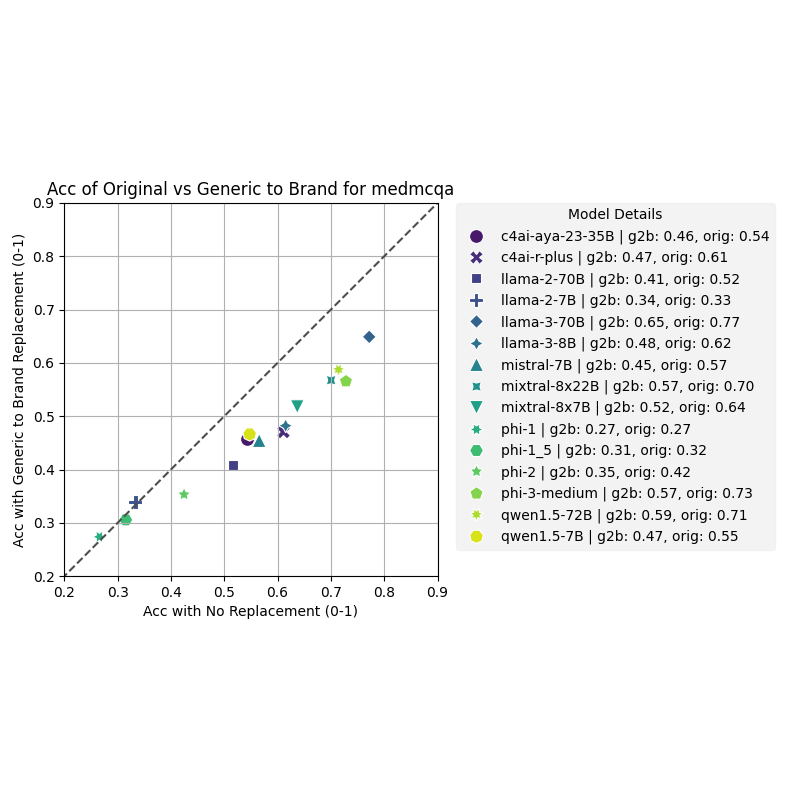 Acc of Original vs Generic to Brand for medmcqa
Acc with Generic to Brand Replacement (0-1)
0.9
0.8
0.7
0.6
0.5
0.4
0.3
0.2
0.2 0.3 0.4 0.5 0.6 0.7 0.8 0.9
Acc with No Replacement (0-1)
Model Details
c4ai-aya-23-35B | g2b: 0.46, orig: 0.54
c4ai-r-plus | g2b: 0.47, orig: 0.61
llama-2-70B | g2b: 0.41, orig: 0.52
llama-2-7B | g2b: 0.34, orig: 0.33
llama-3-70B | g2b: 0.65, orig: 0.77
llama-3-8B | g2b: 0.48, orig: 0.62
mistral-7B | g2b: 0.45, orig: 0.57
mixtral-8x22B | g2b: 0.57, orig: 0.70
mixtral-8x7B | g2b: 0.52, orig: 0.64
phi-1 | g2b: 0.27, orig: 0.27
phi-1_5 | g2b: 0.31, orig: 0.32
phi-2 | g2b: 0.35, orig: 0.42
phi-3-medium | g2b: 0.57, orig: 0.73
qwen1.5-72B | g2b: 0.59, orig: 0.71
qwen1.5-7B | g2b: 0.47, orig: 0.55